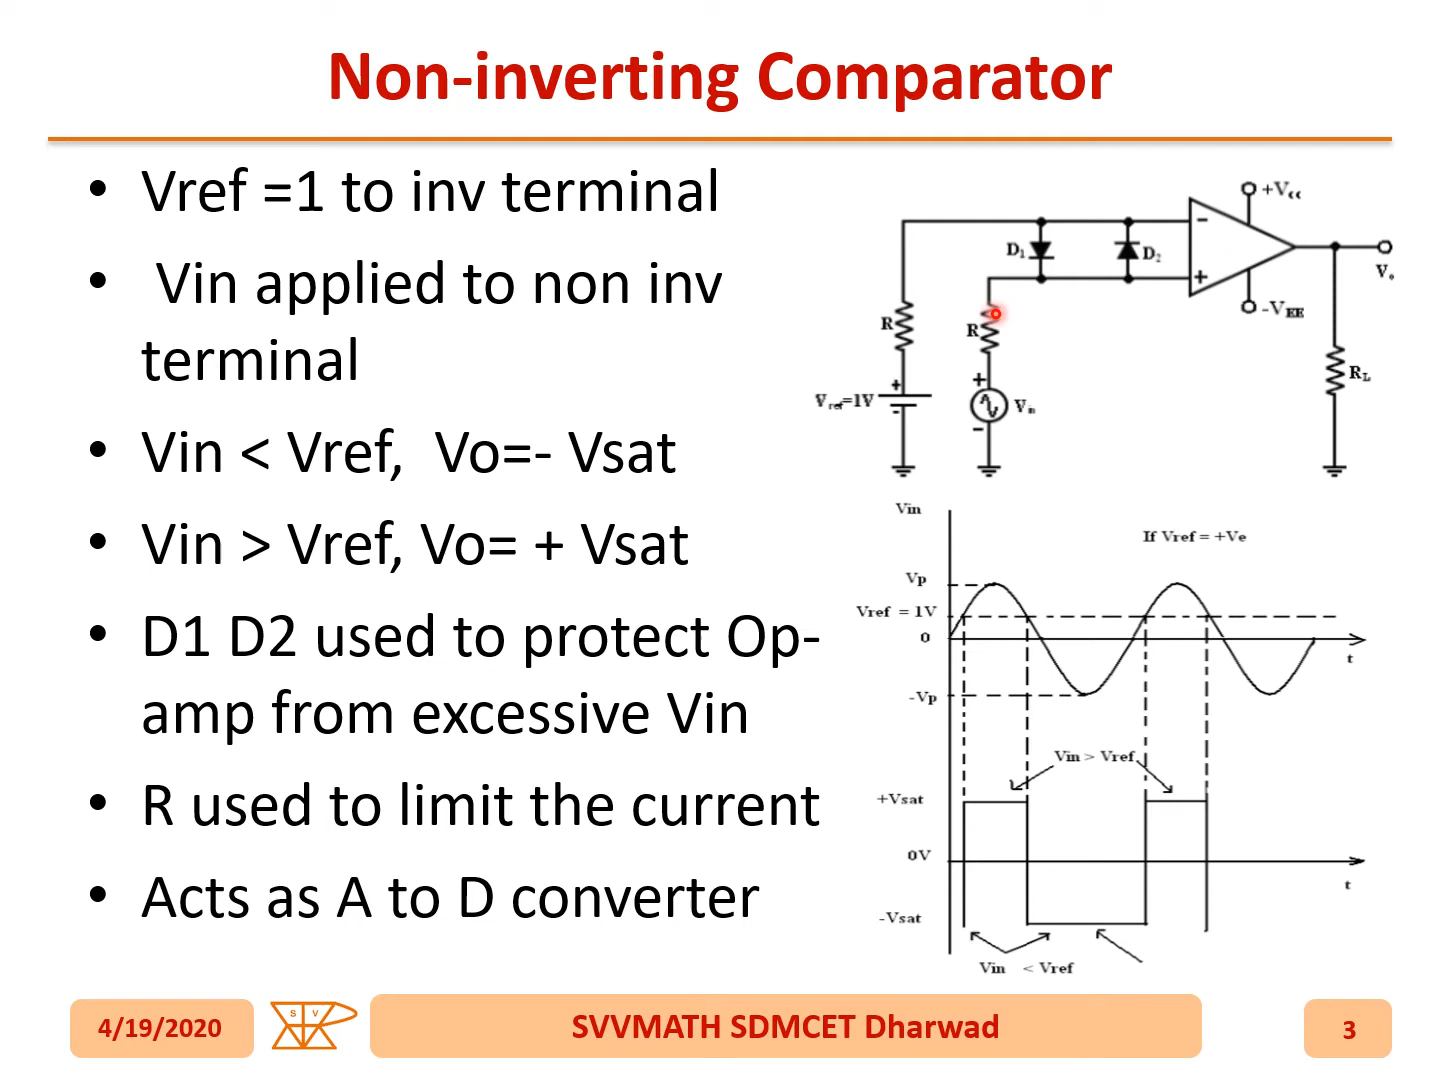 Non-inverting Comparator
• Vref =1 to inv terminal
• Vin applied to non inv
terminal
• Vin < Vref, Vo=- Vsat
• Vin > Vref, Vo= + Vsat
• D1 D2 used to protect Op-
amp from excessive Vin
• R used to limit the current
• Acts as A to D converter
+Vcc
-
D1
D2
+
Vo
-VEE
R
R
RL
+
+
Vref=1V
-
Vin
-
Vin
If Vref = +Ve
Vp
Vref = 1V
0
t
-Vp
Vin > Vref
+Vsat
0V
t
-Vsat
Vin < Vref
4/19/2020
S V
SVVMATH SDMCET Dharwad
3